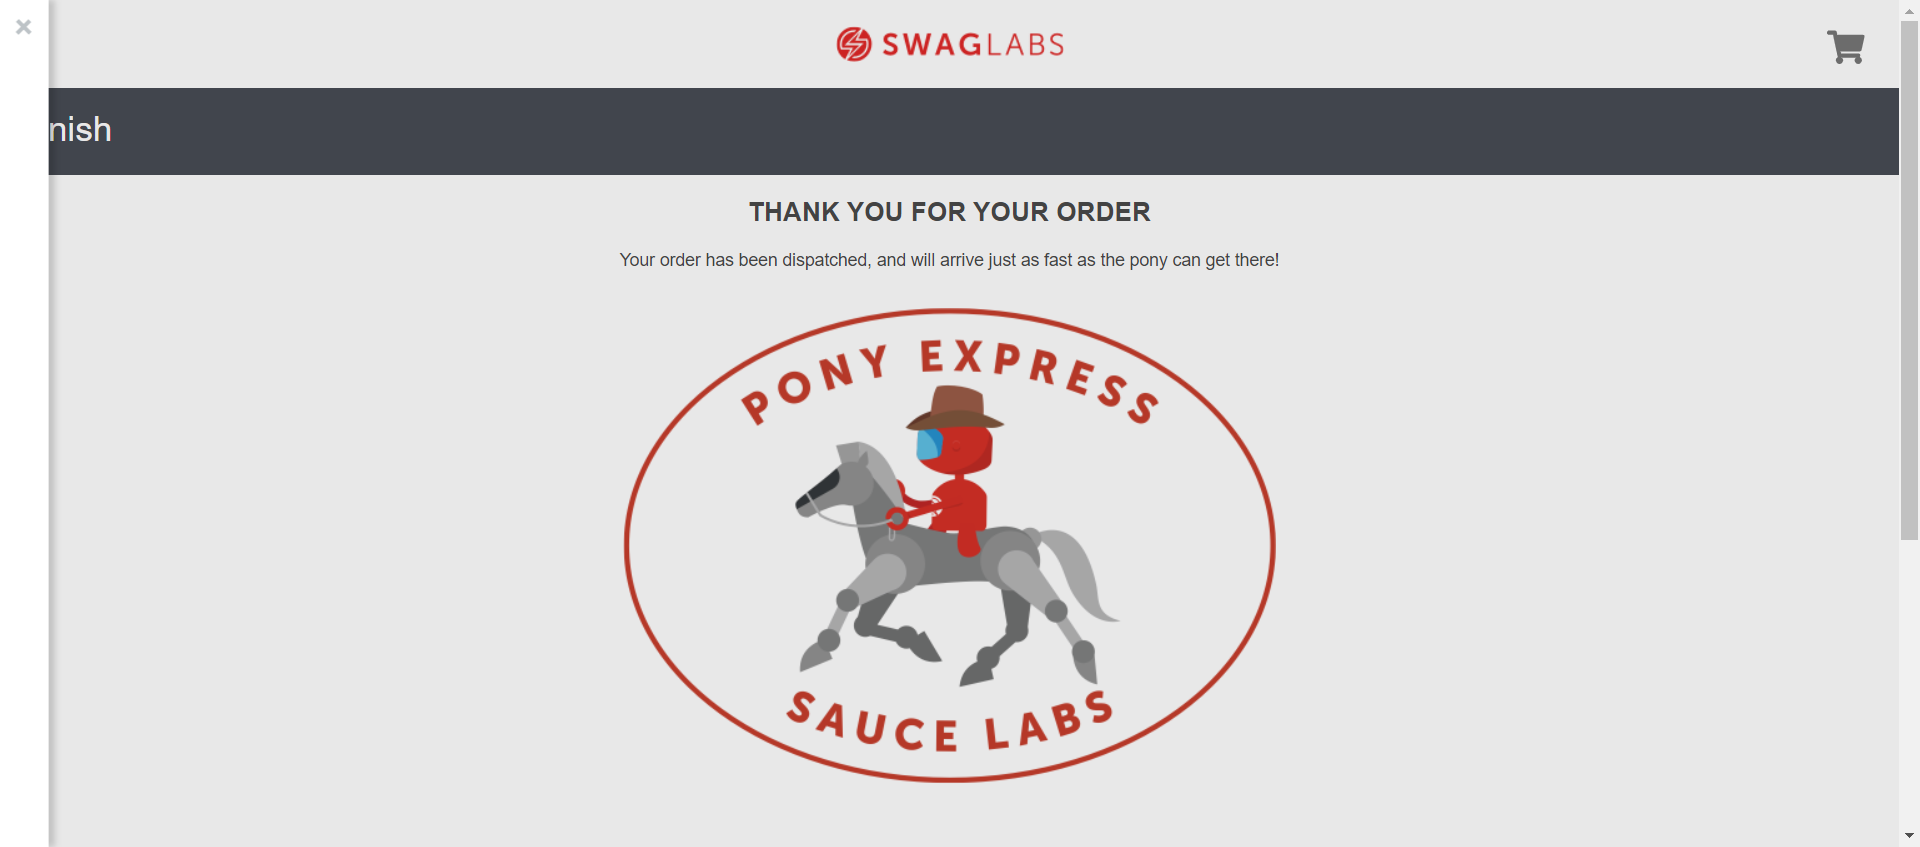 SWAGLABS
nish
THANK YOU FOR YOUR ORDER
Your order has been dispatched, and will arrive just as fast as the pony can get there!
PONY EXPRESS
SAUCE LABS